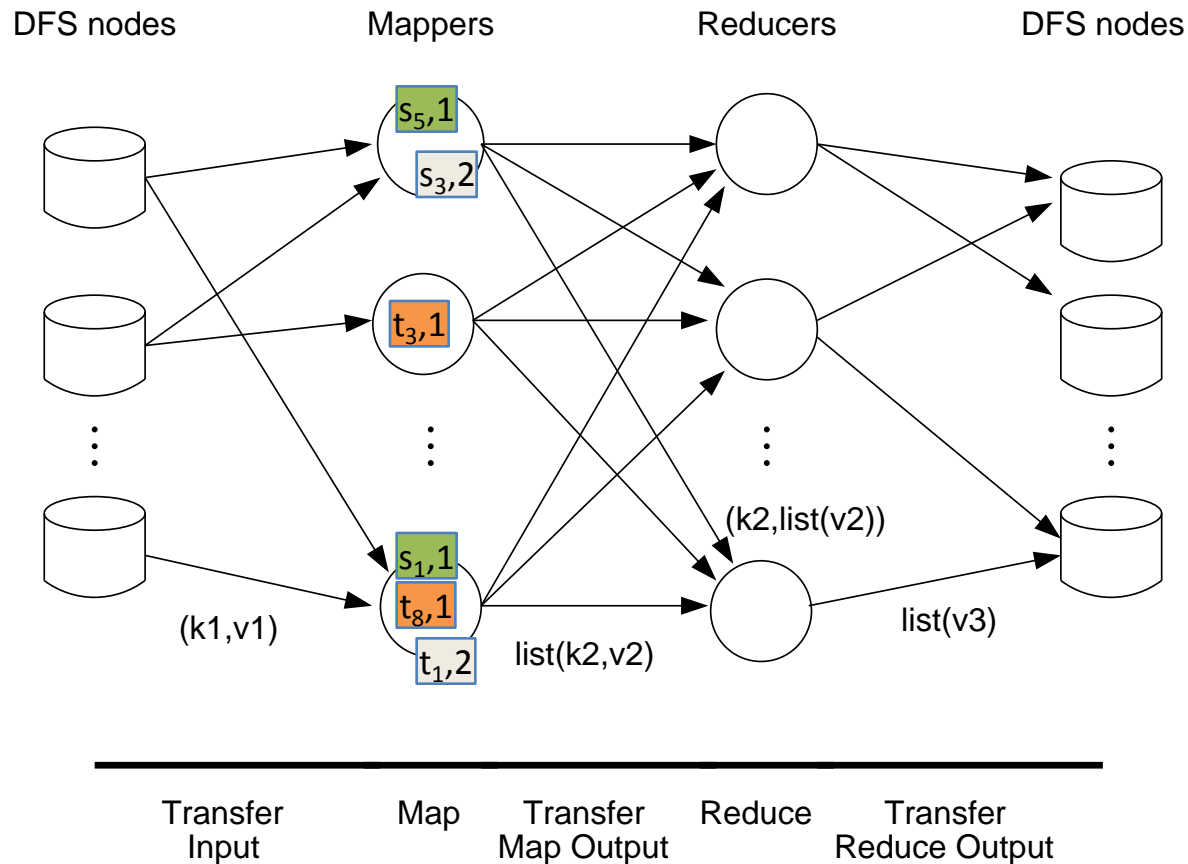 DFS nodes
Mappers
Reducers
DFS nodes
s₅,1
s₃,2
t₃,1
(k2,list(v2))
s₁,1
t₈,1
t₁,2
(k1,v1)
list(k2,v2)
list(v3)
Transfer
Input
Map
Transfer
Map Output
Reduce
Transfer
Reduce Output